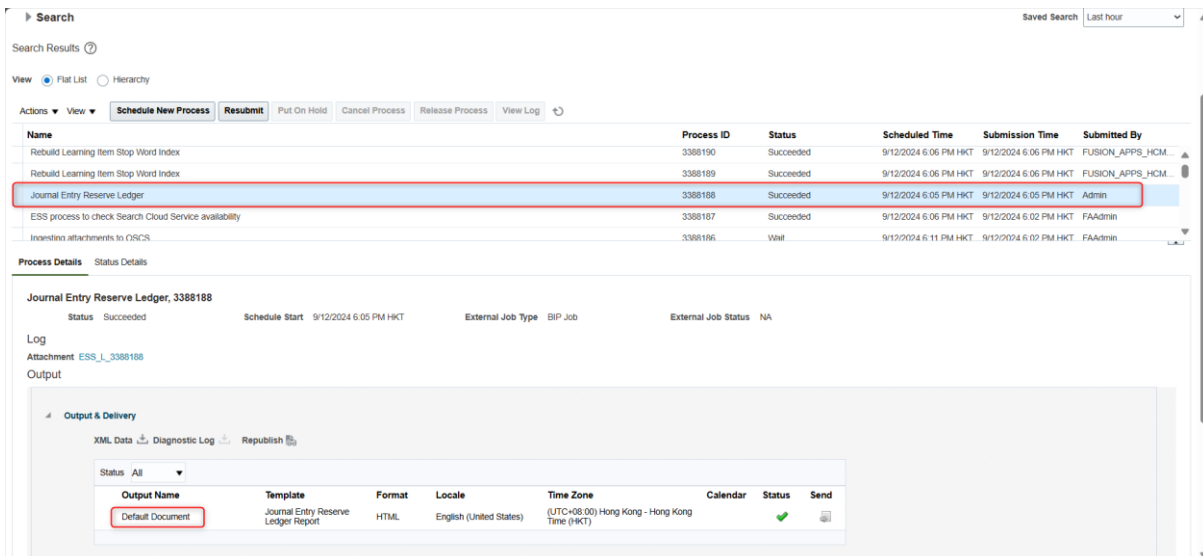 Search Saved Search Last hour
Search Results ?
View Flat List Hierarchy
Actions View Schedule New Process Resubmit Put On Hold Cancel Process Release Process View Log
Name Process ID Status Scheduled Time Submission Time Submitted By
Rebuild Learning Item Stop Word Index 3388190 Succeeded 9/12/2024 6:06 PM HKT 9/12/2024 6:06 PM HKT FUSION_APPS_HCM...
Rebuild Learning Item Stop Word Index 3388189 Succeeded 9/12/2024 6:06 PM HKT 9/12/2024 6:06 PM HKT FUSION_APPS_HCM...
Journal Entry Reserve Ledger 3388188 Succeeded 9/12/2024 6:05 PM HKT 9/12/2024 6:05 PM HKT Admin
ESS process to check Search Cloud Service availability 3388187 Succeeded 9/12/2024 6:06 PM HKT 9/12/2024 6:02 PM HKT FAAdmin
Ingesting attachments to OSCS 3388186 Wait 9/12/2024 6:11 PM HKT 9/12/2024 6:02 PM HKT FAAdmin
Process Details Status Details
Journal Entry Reserve Ledger, 3388188
Status Succeeded Schedule Start 9/12/2024 6:05 PM HKT External Job Type BIP Job External Job Status NA
Log
Attachment ESS_L_3388188
Output
Output & Delivery
XML Data Diagnostic Log Republish
Status All
Output Name Template Format Locale Time Zone Calendar Status Send
Default Document Journal Entry Reserve Ledger Report HTML English (United States) (UTC+08:00) Hong Kong - Hong Kong Time (HKT)